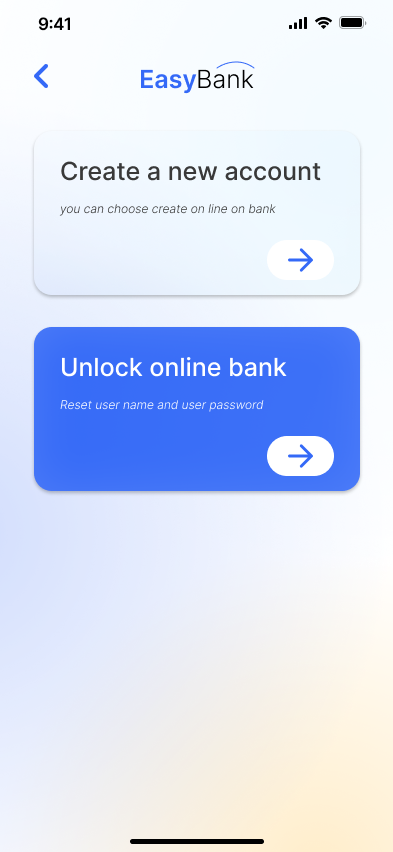 9:41
EasyBank
Create a new account
you can choose create on line on bank
Unlock online bank
Reset user name and user password